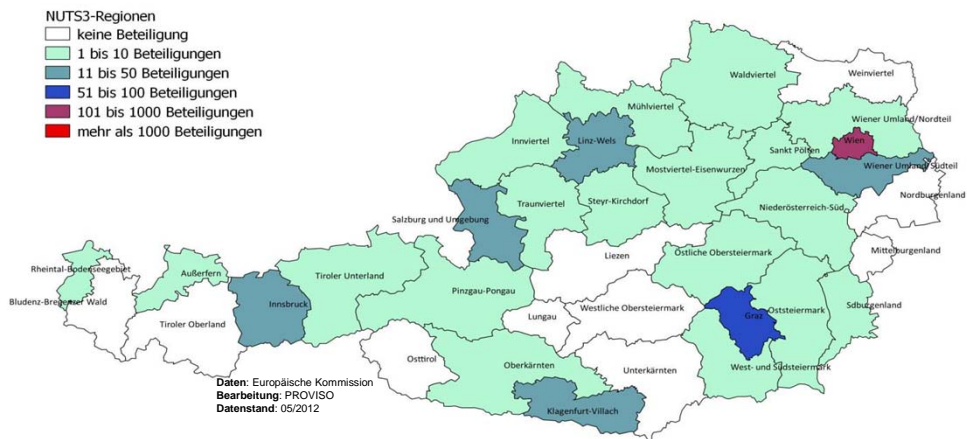 NUTS3-Regionen
keine Beteiligung
1 bis 10 Beteiligungen
11 bis 50 Beteiligungen
51 bis 100 Beteiligungen
101 bis 1000 Beteiligungen
mehr als 1000 Beteiligungen
Waldviertel
Weinviertel
Mühlviertel
Wiener Umland/Nordteil
Innviertel
Linz-Wels
Wien
Sankt Pölten
Mostviertel-Eisenwurzen
Wiener Umland/Südteil
Nordburgenland
Traunviertel
Steyr-Kirchdorf
Niederösterreich-Süd
Salzburg und Umgebung
Mittelburgenland
Liezen
Östliche Obersteiermark
Rheintal-Bodenseegebiet
Außerfern
Tiroler Unterland
Pinzgau-Pongau
Bludenz-Bregenzer Wald
Innsbruck
Tiroler Oberland
Lungau
Westliche Obersteiermark
Graz
Oststeiermark
Sdburgenland
Osttirol
Oberkärnten
Unterkärnten
West- und Südsteiermark
Klagenfurt-Villach
Daten: Europäische Kommission
Bearbeitung: PROVISO
Datenstand: 05/2012